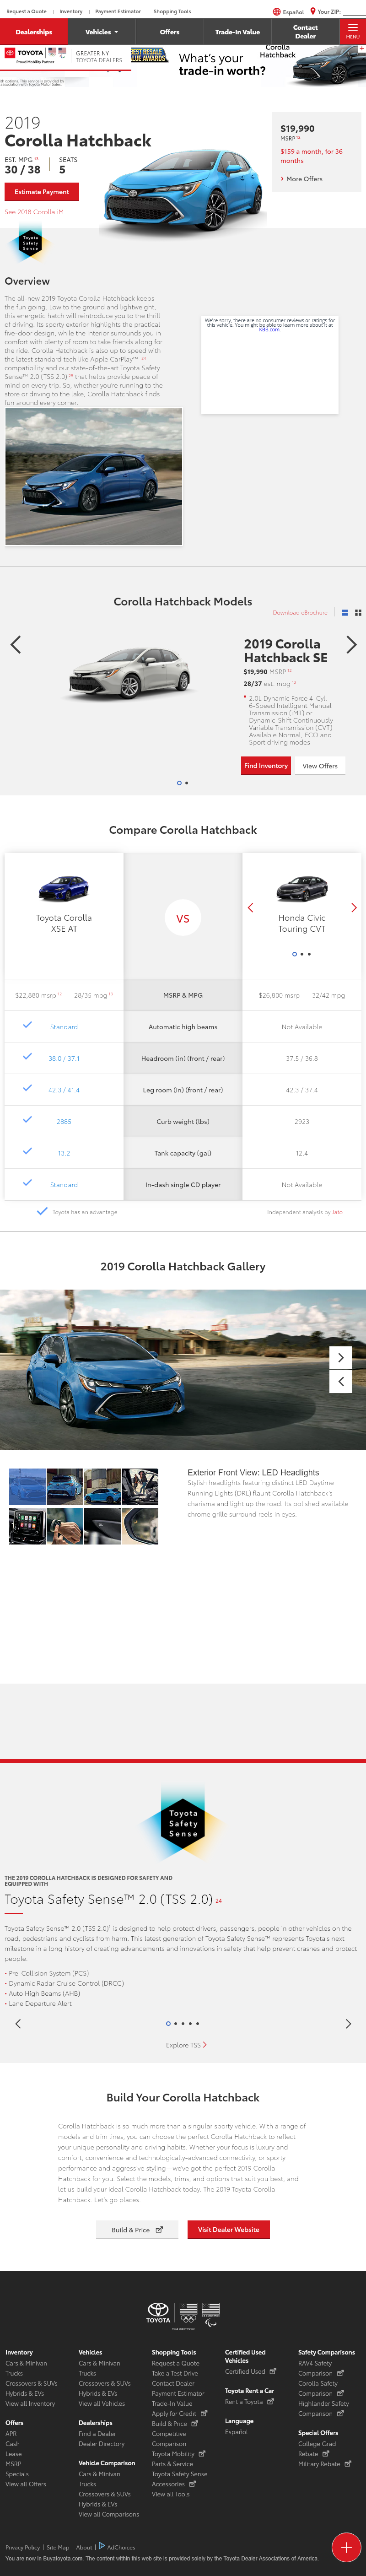 Request a Quote | Inventory | Payment Estimator | Shopping Tools
Español Your ZIP:
Dealerships Vehicles Offers Trade-In Value Contact Dealer MENU
TOYOTA
GREATER NY
TOYOTA DEALERS
What's your
trade-in worth?
Corolla
Hatchback
2019
Corolla Hatchback
EST. MPG 13
30 / 38
SEATS
5
Estimate Payment
See 2018 Corolla iM
$19,990
MSRP 12
$159 a month, for 36
months
More Offers
Toyota
Safety
Sense
Overview
The all-new 2019 Toyota Corolla Hatchback keeps
the fun going. Low to the ground and lightweight,
this energetic hatch will reintroduce you to the thrill
of driving. Its sporty exterior highlights the practical
five-door design, while the interior surrounds you in
comfort with plenty of room to take friends along for
the ride. Corolla Hatchback is also up to speed with
the latest standard tech like Apple CarPlay™
compatibility and our state-of-the-art Toyota Safety
Sense™ 2.0 (TSS 2.0) that helps provide peace of
mind on every trip. So, whether you're running to the
store or driving to the lake, Corolla Hatchback finds
fun around every corner.
We're sorry, there are no consumer reviews or ratings for
this vehicle. You might be able to learn more about it at
KBB.com.
Corolla Hatchback Models
Download eBrochure
2019 Corolla
Hatchback SE
$19,990 MSRP 12
28/37 est. mpg 13
2.0L Dynamic Force 4-Cyl.
6-Speed Intelligent Manual
Transmission (iMT) or
Dynamic-Shift Continuously
Variable Transmission (CVT)
Available Normal, ECO and
Sport driving modes
Find Inventory
View Offers
Compare Corolla Hatchback
Toyota Corolla
XSE AT
VS
Honda Civic
Touring CVT
$22,880 msrp 12 28/35 mpg 13 MSRP & MPG $26,800 msrp 32/42 mpg
Standard Automatic high beams Not Available
38.0 / 37.1 Headroom (in) (front / rear) 37.5 / 36.8
42.3 / 41.4 Leg room (in) (front / rear) 42.3 / 37.4
2885 Curb weight (lbs) 2923
13.2 Tank capacity (gal) 12.4
Standard In-dash single CD player Not Available
Toyota has an advantage
Independent analysis by Jato.
2019 Corolla Hatchback Gallery
Exterior Front View: LED Headlights
Stylish headlights featuring distinct LED Daytime
Running Lights (DRL) flaunt Corolla Hatchback's
charisma and light up the road. Its polished available
chrome grille surround reels in eyes.
Toyota
Safety
Sense
THE 2019 COROLLA HATCHBACK IS DESIGNED FOR SAFETY AND
EQUIPPED WITH
Toyota Safety Sense™ 2.0 (TSS 2.0) 24
Toyota Safety Sense™ 2.0 (TSS 2.0)² is designed to help protect drivers, passengers, people in other vehicles on the
road, pedestrians and cyclists from harm. This latest generation of Toyota Safety Sense™ represents Toyota's next
milestone in a long history of creating advancements and innovations in safety that help prevent crashes and protect
people.
• Pre-Collision System (PCS)
• Dynamic Radar Cruise Control (DRCC)
• Auto High Beams (AHB)
• Lane Departure Alert
Explore TSS
Build Your Corolla Hatchback
Corolla Hatchback is so much more than a singular sporty vehicle. With a range of
models and trim lines, you can choose the perfect Corolla Hatchback to reflect
your unique personality and driving habits. Whether your focus is luxury and
comfort, convenience and technologically-advanced connectivity, or sporty
performance and aggressive styling—we've got the perfect 2019 Corolla
Hatchback for you. Select the models, trims, and options that suit you best, and
let us build your ideal Corolla Hatchback today. The 2019 Toyota Corolla
Hatchback. Let's go places.
Build & Price
Visit Dealer Website
TOYOTA
Inventory
Cars & Minivan
Trucks
Crossovers & SUVs
Hybrids & EVs
View all Inventory
Offers
APR
Cash
Lease
MSRP
Specials
View all Offers
Vehicles
Cars & Minivan
Trucks
Crossovers & SUVs
Hybrids & EVs
View all Vehicles
Dealerships
Find a Dealer
Dealer Directory
Vehicle Comparison
Cars & Minivan
Trucks
Crossovers & SUVs
Hybrids & EVs
View all Comparisons
Shopping Tools
Request a Quote
Take a Test Drive
Contact Dealer
Payment Estimator
Trade-In Value
Apply for Credit
Build & Price
Competitive
Comparison
Toyota Mobility
Parts & Service
Toyota Safety Sense
Accessories
View all Tools
Certified Used
Vehicles
Certified Used
Toyota Rent a Car
Rent a Toyota
Language
Español
Safety Comparisons
RAV4 Safety
Comparison
Corolla Safety
Comparison
Highlander Safety
Comparison
Special Offers
College Grad
Rebate
Military Rebate
Privacy Policy | Site Map | About | AdChoices
You are now in Buyatoyota.com. The content within this web site is provided solely by the Toyota Dealer Associations of America.